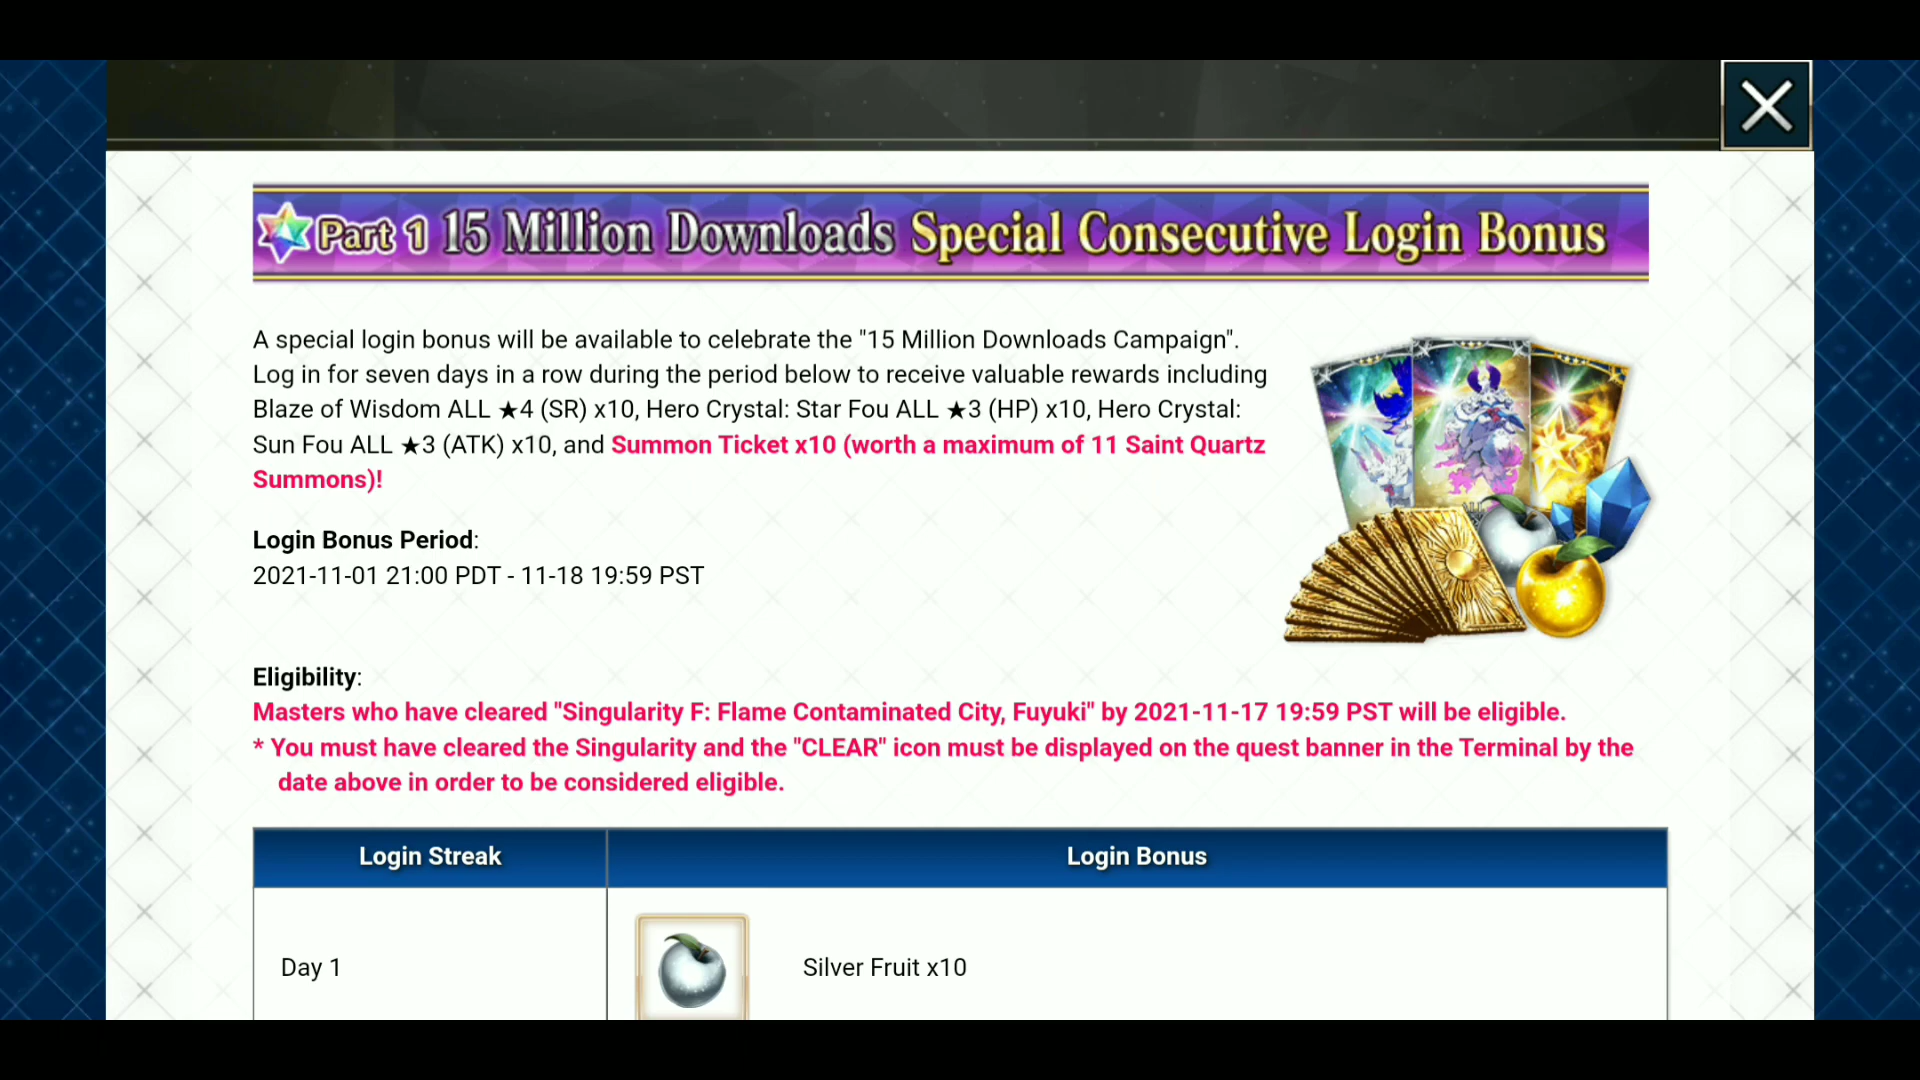 Part 1 15 Million Downloads Special Consecutive Login Bonus
A special login bonus will be available to celebrate the "15 Million Downloads Campaign".
Log in for seven days in a row during the period below to receive valuable rewards including
Blaze of Wisdom ALL ★4 (SR) x10, Hero Crystal: Star Fou ALL ★3 (HP) x10, Hero Crystal:
Sun Fou ALL ★3 (ATK) x10, and Summon Ticket x10 (worth a maximum of 11 Saint Quartz
Summons)!
Login Bonus Period:
2021-11-01 21:00 PDT - 11-18 19:59 PST
Eligibility:
Masters who have cleared "Singularity F: Flame Contaminated City, Fuyuki" by 2021-11-17 19:59 PST will be eligible.
* You must have cleared the Singularity and the "CLEAR" icon must be displayed on the quest banner in the Terminal by the
date above in order to be considered eligible.
Login Streak
Login Bonus
Day 1
Silver Fruit x10